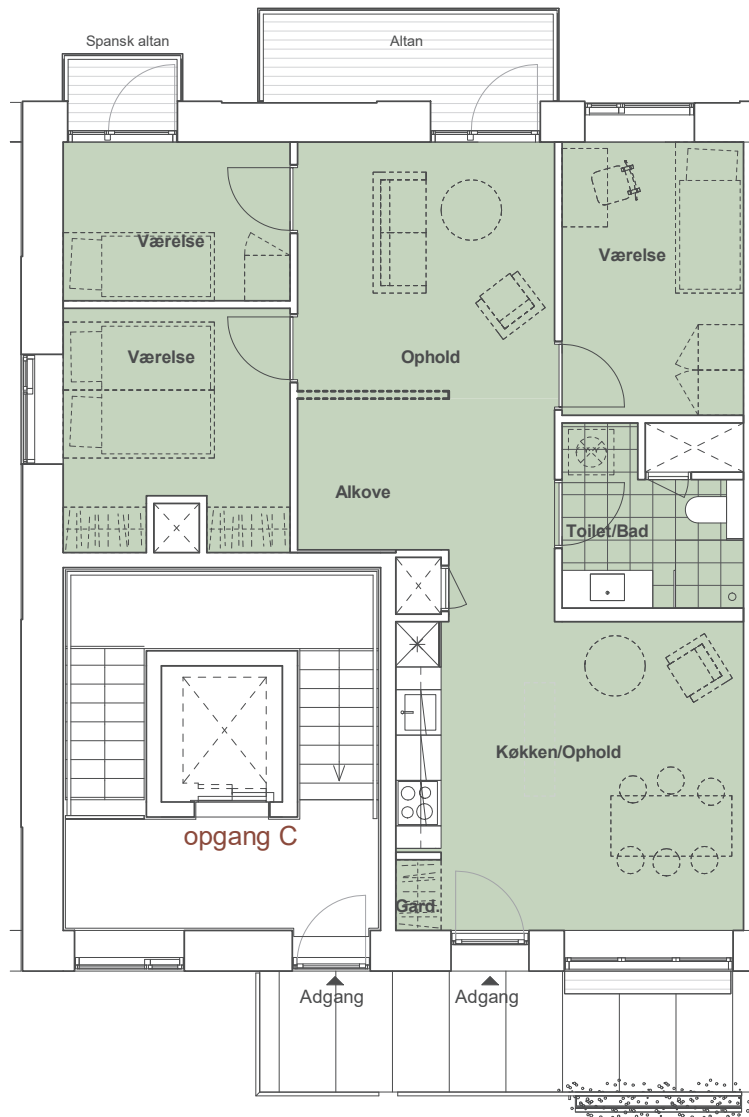 Spansk altan
Altan
Værelse
Værelse
Værelse
Ophold
Alkove
Toilet/Bad
Køkken/Ophold
opgang C
Gard.
Adgang
Adgang